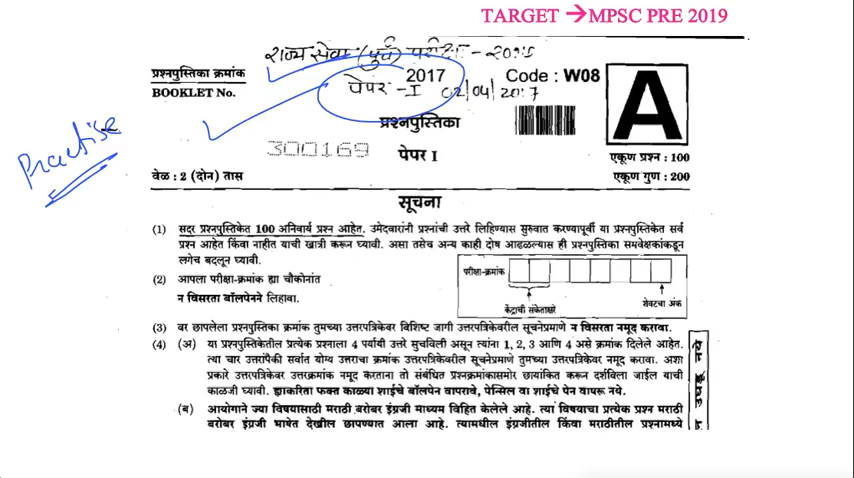 TARGET →MPSC PRE 2019
राज्यसेवा (पूर्व) परीक्षा -
प्रश्नपुस्तिका क्रमांक
BOOKLET No.
2017
पेपर -I 02/04/2017
Code : W08
A
प्रश्नपुस्तिका
Practise
300169
पेपर I
एकूण प्रश्न : 100
वेळ : 2 (दोन) तास
एकूण गुण : 200
सूचना
(1) सदर प्रश्नपुस्तिकेत 100 अनिवार्य प्रश्न आहेत. उमेदवारांनी प्रश्नांची उत्तरे लिहिण्यास सुरुवात करण्यापूर्वी या प्रश्नपुस्तिकेत सर्व
प्रश्न आहेत किंवा नाहीत याची खात्री करून घ्यावी. असा तसेच अन्य काही दोष आढळल्यास ही प्रश्नपुस्तिका समवेक्षकांकडून
लगेच बदलून घ्यावी.
(2) आपला परीक्षा-क्रमांक ह्या चौकोनांत
न विसरता बॉलपेनने लिहावा.
परीक्षा-क्रमांक
केंद्राची संकेताक्षरे
शेवटचा अंक
(3) वर छापलेला प्रश्नपुस्तिका क्रमांक तुमच्या उत्तरपत्रिकेवर विशिष्ट जागी उत्तरपत्रिकेवरील सूचनेप्रमाणे न विसरता नमूद करावा.
(4) (अ) या प्रश्नपुस्तिकेतील प्रत्येक प्रश्नाला 4 पर्यायी उत्तरे सुचविली असून त्यांना 1, 2, 3 आणि 4 असे क्रमांक दिलेले आहेत.
त्या चार उत्तरांपैकी सर्वात योग्य उत्तराचा क्रमांक उत्तरपत्रिकेवरील सूचनेप्रमाणे तुमच्या उत्तरपत्रिकेवर नमूद करावा. अशा
प्रकारे उत्तरपत्रिकेवर उत्तरक्रमांक नमूद करताना तो संबंधित प्रश्नक्रमांकासमोर छायांकित करून दर्शविला जाईल याची
काळजी घ्यावी. ह्याकरिता फक्त काळ्या शाईचे बॉलपेन वापरावे, पेन्सिल वा शाईचे पेन वापरू नये.
(ब) आयोगाने ज्या विषयासाठी मराठी बरोबर इंग्रजी माध्यम विहित केलेले आहे. त्या विषयाचा प्रत्येक प्रश्न मराठी
बरोबर इंग्रजी भाषेत देखील छापण्यात आला आहे. त्यामधील इंग्रजीतील किंवा मराठीतील प्रश्नामध्ये
उघडू नये